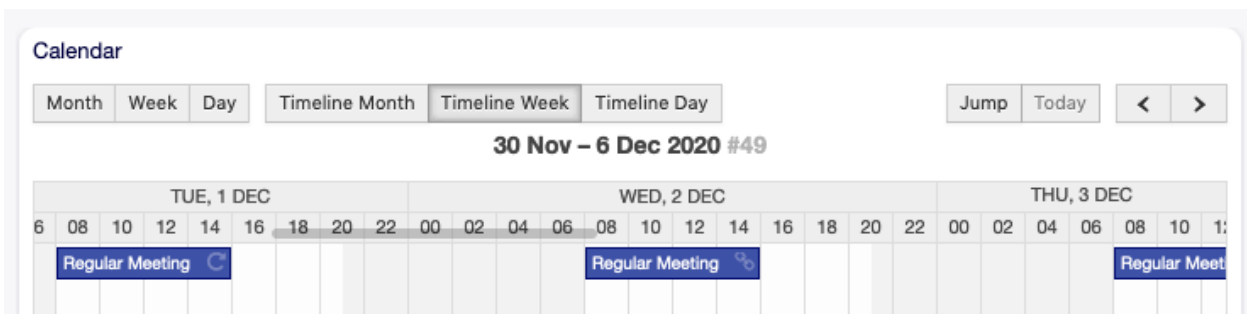 Calendar
Month Week Day Timeline Month Timeline Week Timeline Day Jump Today < >
30 Nov – 6 Dec 2020 #49
TUE, 1 DEC WED, 2 DEC THU, 3 DEC
6 08 10 12 14 16 18 20 22 00 02 04 06 08 10 12 14 16 18 20 22 00 02 04 06 08 10
Regular Meeting Regular Meeting Regular